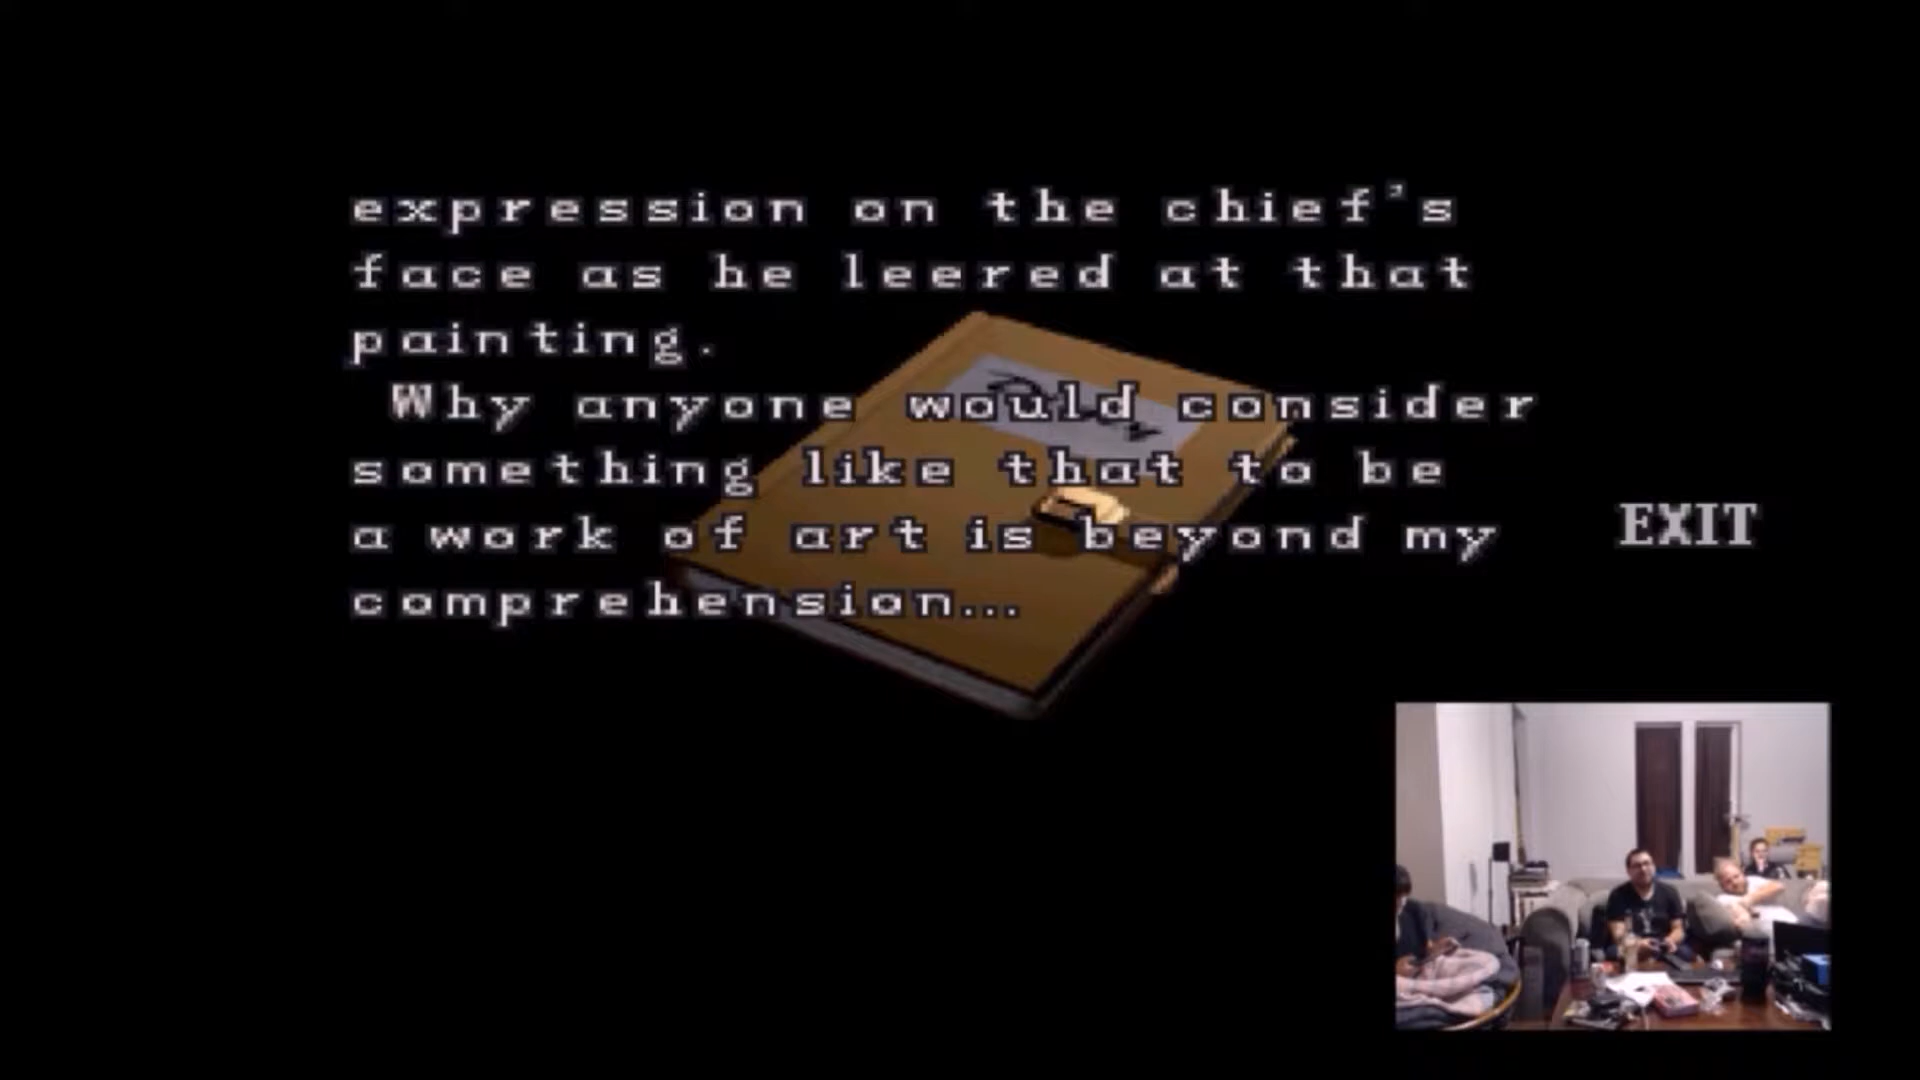 expression on the chief's
face as he leered at that
painting.
Why anyone would consider
something like that to be
a work of art is beyond my
comprehension...
EXIT
Diary